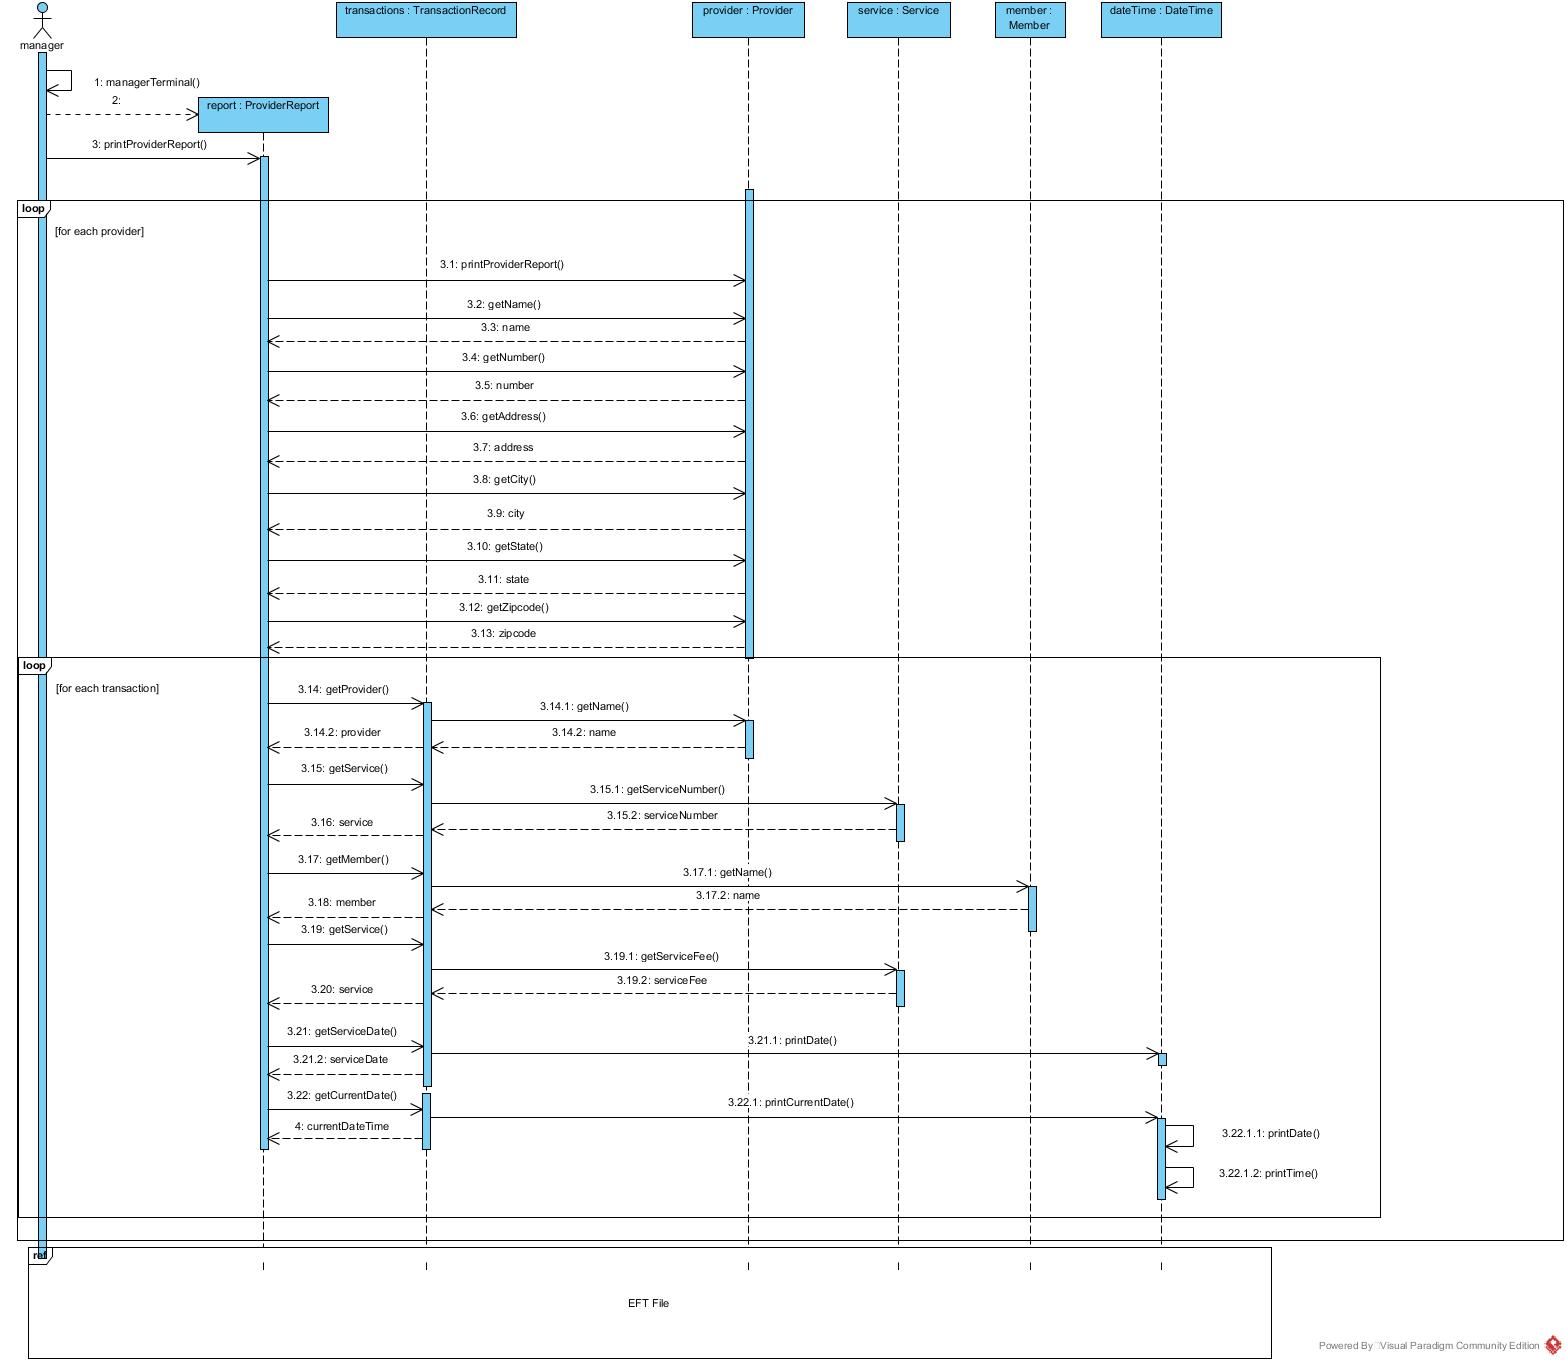 transactions : TransactionRecord
provider : Provider
service : Service
member :
Member
dateTime : DateTime
manager
1: managerTerminal()
2:
report : ProviderReport
3: printProviderReport()
loop
[for each provider]
3.1: printProviderReport()
3.2: getName()
3.3: name
3.4: getNumber()
3.5: number
3.6: getAddress()
3.7: address
3.8: getCity()
3.9: city
3.10: getState()
3.11: state
3.12: getZipcode()
3.13: zipcode
loop
[for each transaction]
3.14: getProvider()
3.14.1: getName()
3.14.2: provider
3.14.2: name
3.15: getService()
3.15.1: getServiceNumber()
3.15.2: serviceNumber
3.16: service
3.17: getMember()
3.17.1: getName()
3.17.2: name
3.18: member
3.19: getService()
3.19.1: getServiceFee()
3.19.2: serviceFee
3.20: service
3.21: getServiceDate()
3.21.1: printDate()
3.21.2: serviceDate
3.22: getCurrentDate()
3.22.1: printCurrentDate()
4: currentDateTime
3.22.1.1: printDate()
3.22.1.2: printTime()
ref
EFT File
Powered By Visual Paradigm Community Edition